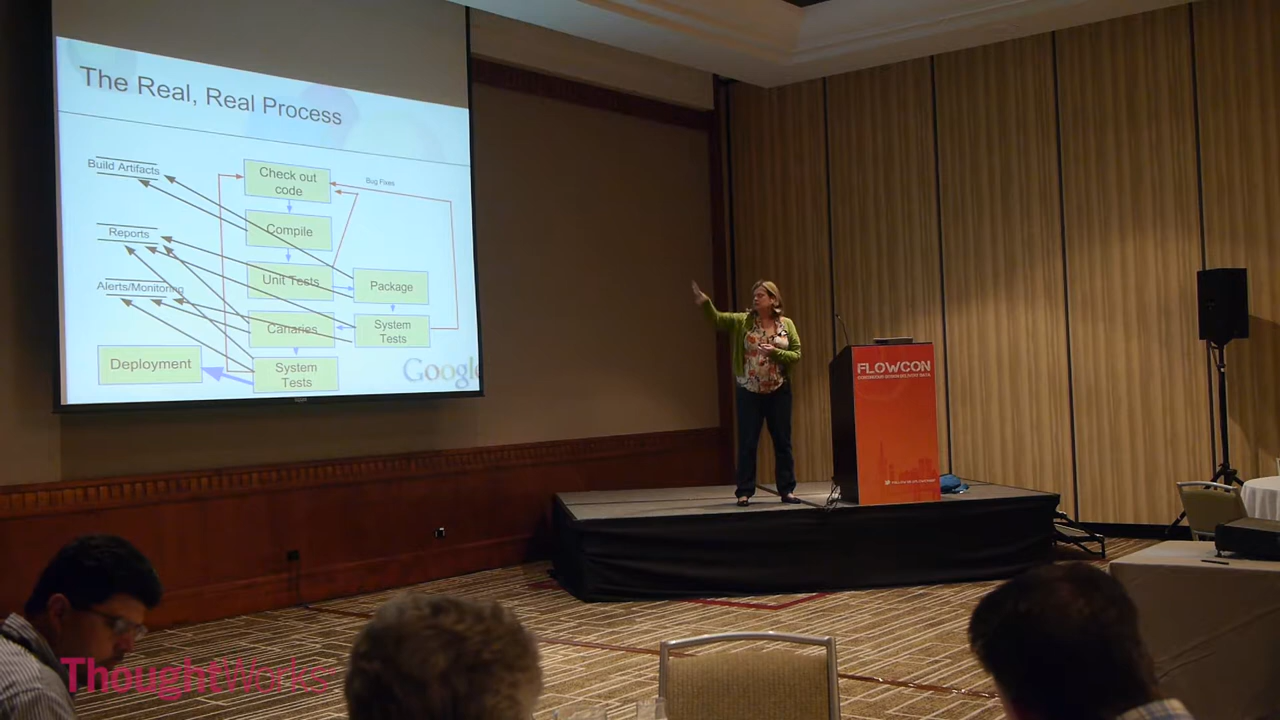 The Real, Real Process
Build Artifacts
Check out
code
Bug Fixes
Compile
Reports
Unit Tests
Package
Alerts/Monitoring
Canaries
System
Tests
Deployment
System
Tests
Google
FLOWCON
ThoughtWorks